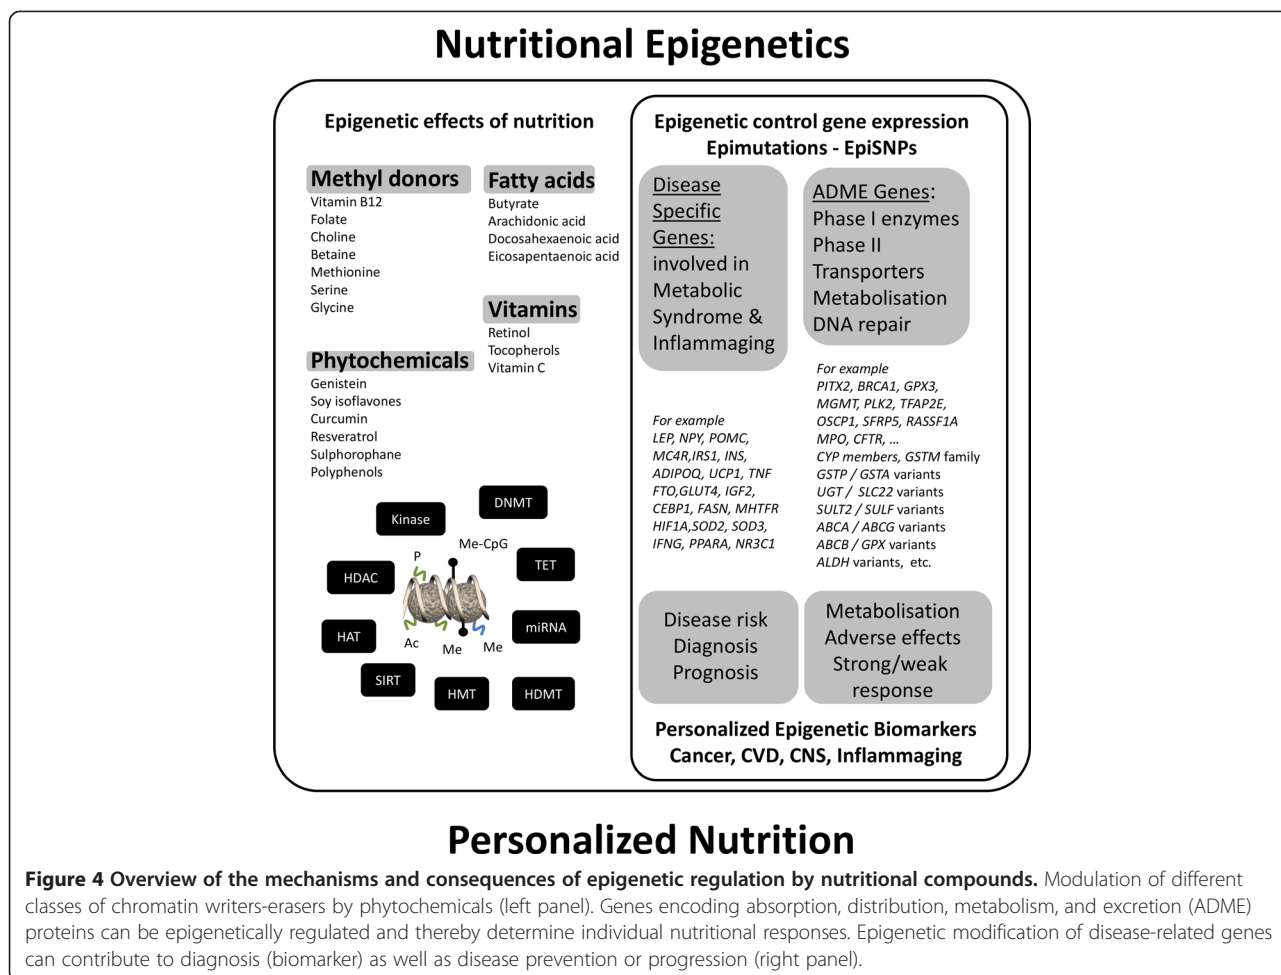 Nutritional Epigenetics
Epigenetic effects of nutrition
Methyl donors
Vitamin B12
Folate
Choline
Betaine
Methionine
Serine
Glycine
Fatty acids
Butyrate
Arachidonic acid
Docosahexaenoic acid
Eicosapentaenoic acid
Vitamins
Retinol
Tocopherols
Vitamin C
Phytochemicals
Genistein
Soy isoflavones
Curcumin
Resveratrol
Sulphorophane
Polyphenols
DNMT
Kinase
Me-CpG
P
TET
HDAC
miRNA
HAT
Ac
Me
Me
SIRT
HMT
HDMT
Epigenetic control gene expression
Epimutations - EpiSNPs
Disease
Specific
Genes:
involved in
Metabolic
Syndrome &
Inflammaging
For example
LEP, NPY, POMC,
MC4R,IRS1, INS,
ADIPOQ, UCP1, TNF
FTO,GLUT4, IGF2,
CEBP1, FASN, MHTFR
HIF1A,SOD2, SOD3,
IFNG, PPARA, NR3C1
Disease risk
Diagnosis
Prognosis
ADME Genes:
Phase I enzymes
Phase II
Transporters
Metabolisation
DNA repair
For example
PITX2, BRCA1, GPX3,
MGMT, PLK2, TFAP2E,
OSCP1, SFRP5, RASSF1A
MPO, CFTR, ...
CYP members, GSTM family
GSTP / GSTA variants
UGT / SLC22 variants
SULT2 / SULF variants
ABCA / ABCG variants
ABCB / GPX variants
ALDH variants, etc.
Metabolisation
Adverse effects
Strong/weak
response
Personalized Epigenetic Biomarkers
Cancer, CVD, CNS, Inflammaging
Personalized Nutrition
Figure 4 Overview of the mechanisms and consequences of epigenetic regulation by nutritional compounds. Modulation of different
classes of chromatin writers-erasers by phytochemicals (left panel). Genes encoding absorption, distribution, metabolism, and excretion (ADME)
proteins can be epigenetically regulated and thereby determine individual nutritional responses. Epigenetic modification of disease-related genes
can contribute to diagnosis (biomarker) as well as disease prevention or progression (right panel).